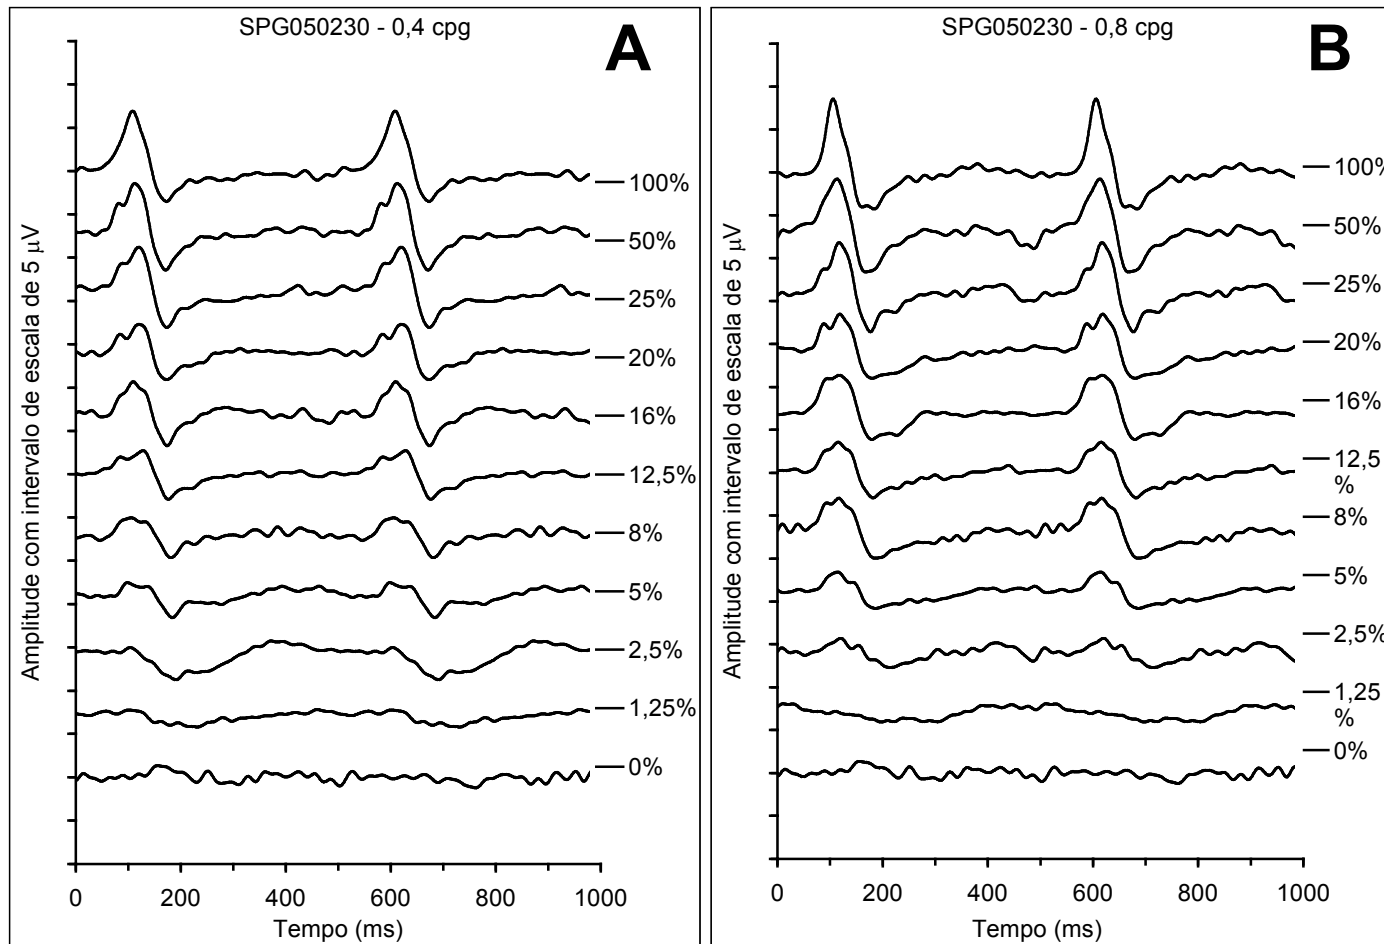 SPG050230 - 0,4 cpg
A
Amplitude com intervalo de escala de 5 µV
100%
50%
25%
20%
16%
12,5%
8%
5%
2,5%
1,25%
0%
0 200 400 600 800 1000
Tempo (ms)
SPG050230 - 0,8 cpg
B
Amplitude com intervalo de escala de 5 µV
100%
50%
25%
20%
16%
12,5
%
8%
5%
2,5%
1,25
%
0%
0 200 400 600 800 1000
Tempo (ms)